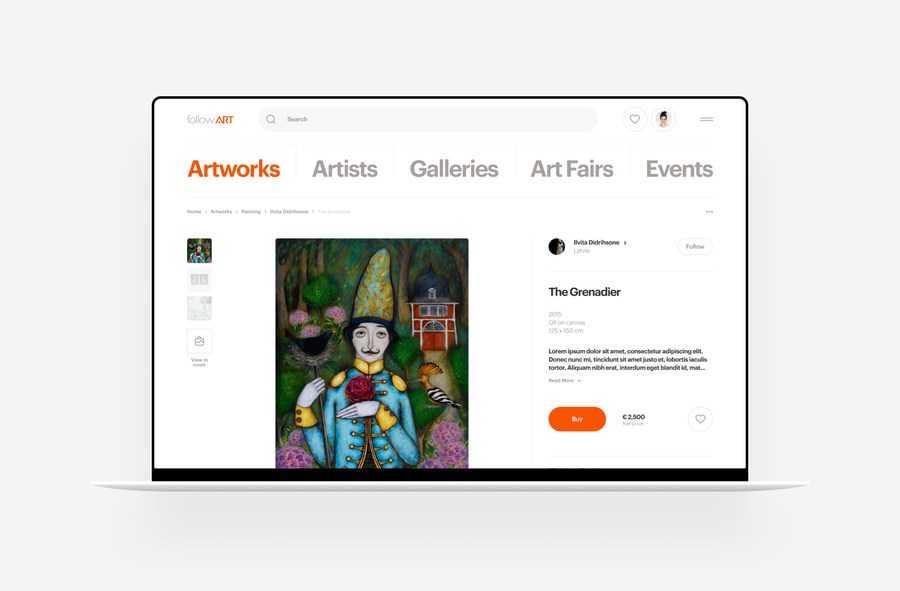 followART
Search
Artworks
Artists
Galleries
Art Fairs
Events
Home > Artworks > Painting > Ilvita Didrihsone > The Grenadier
Ilvita Didrihsone >
Latvia
Follow
The Grenadier
2015
Oil on canvas
125 x 150 cm
Lorem ipsum dolor sit amet, consectetur adipiscing elit.
Donec nunc mi, tincidunt sit amet justo et, lobortis iaculis
tortor. Aliquam nibh erat, interdum eget blandit id, mat...
Read More
View in
room
Buy
€ 2,500
Net price